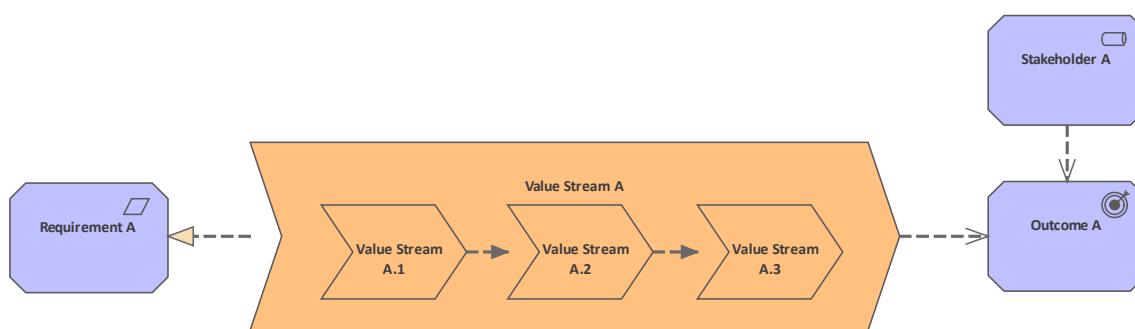 Stakeholder A
Value Stream A
Requirement A
Value Stream
A.1
Value Stream
A.2
Value Stream
A.3
Outcome A